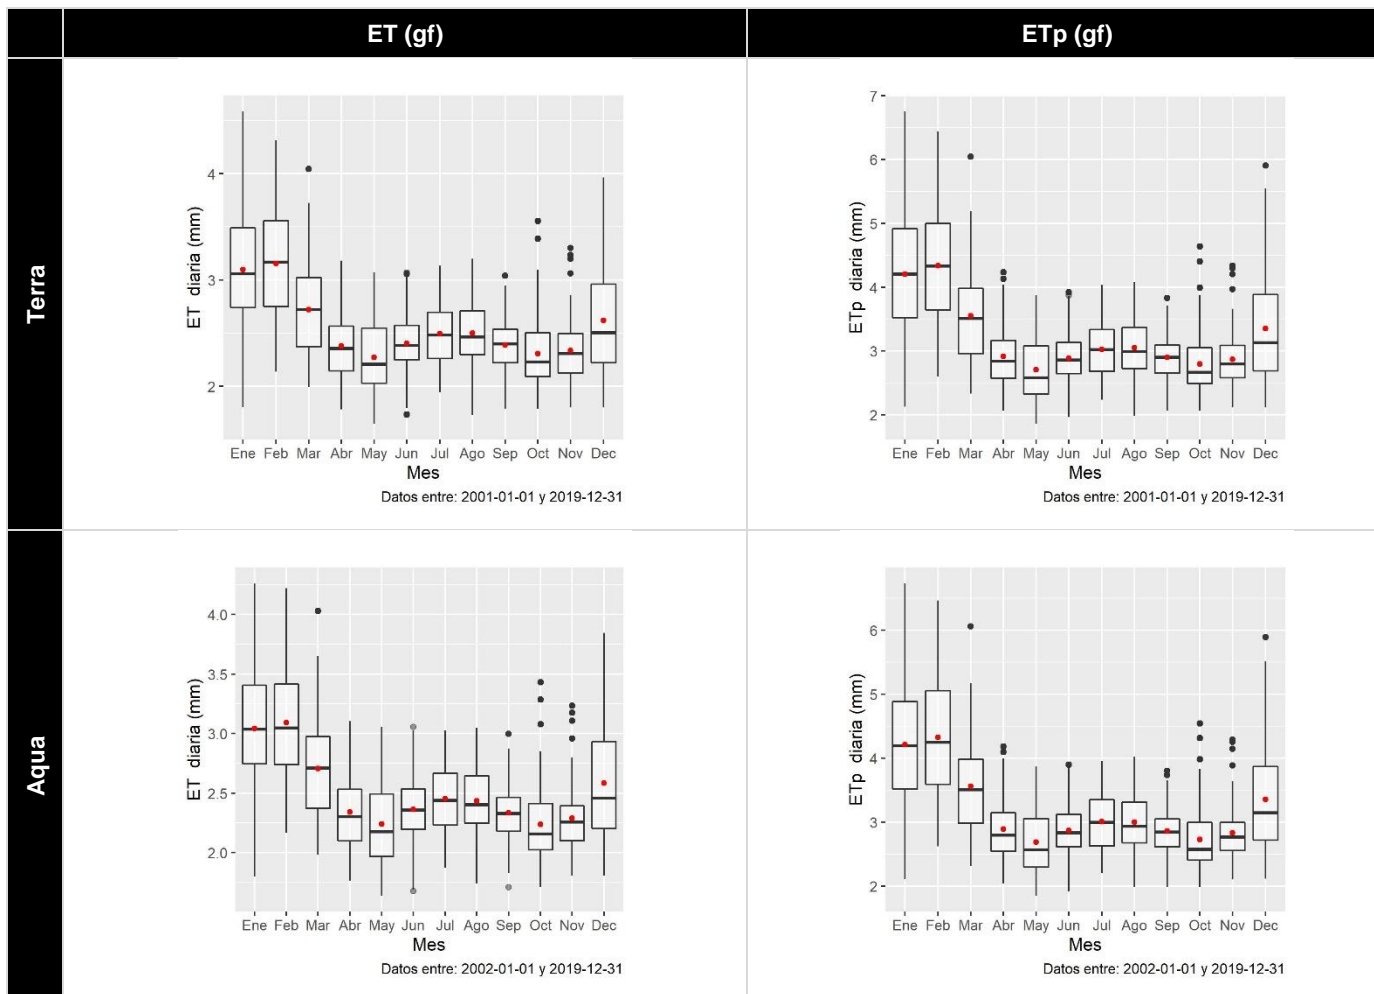 ET (gf)
ETp (gf)
Terra
ET diaria (mm)
4
3
2
Ene Feb Mar Abr May Jun Jul Ago Sep Oct Nov Dec
Mes
Datos entre: 2001-01-01 y 2019-12-31
ETp diaria (mm)
7
6
5
4
3
2
Ene Feb Mar Abr May Jun Jul Ago Sep Oct Nov Dec
Mes
Datos entre: 2001-01-01 y 2019-12-31
Aqua
ET diaria (mm)
4.0
3.5
3.0
2.5
2.0
Ene Feb Mar Abr May Jun Jul Ago Sep Oct Nov Dec
Mes
Datos entre: 2002-01-01 y 2019-12-31
ETp diaria (mm)
6
5
4
3
2
Ene Feb Mar Abr May Jun Jul Ago Sep Oct Nov Dec
Mes
Datos entre: 2002-01-01 y 2019-12-31